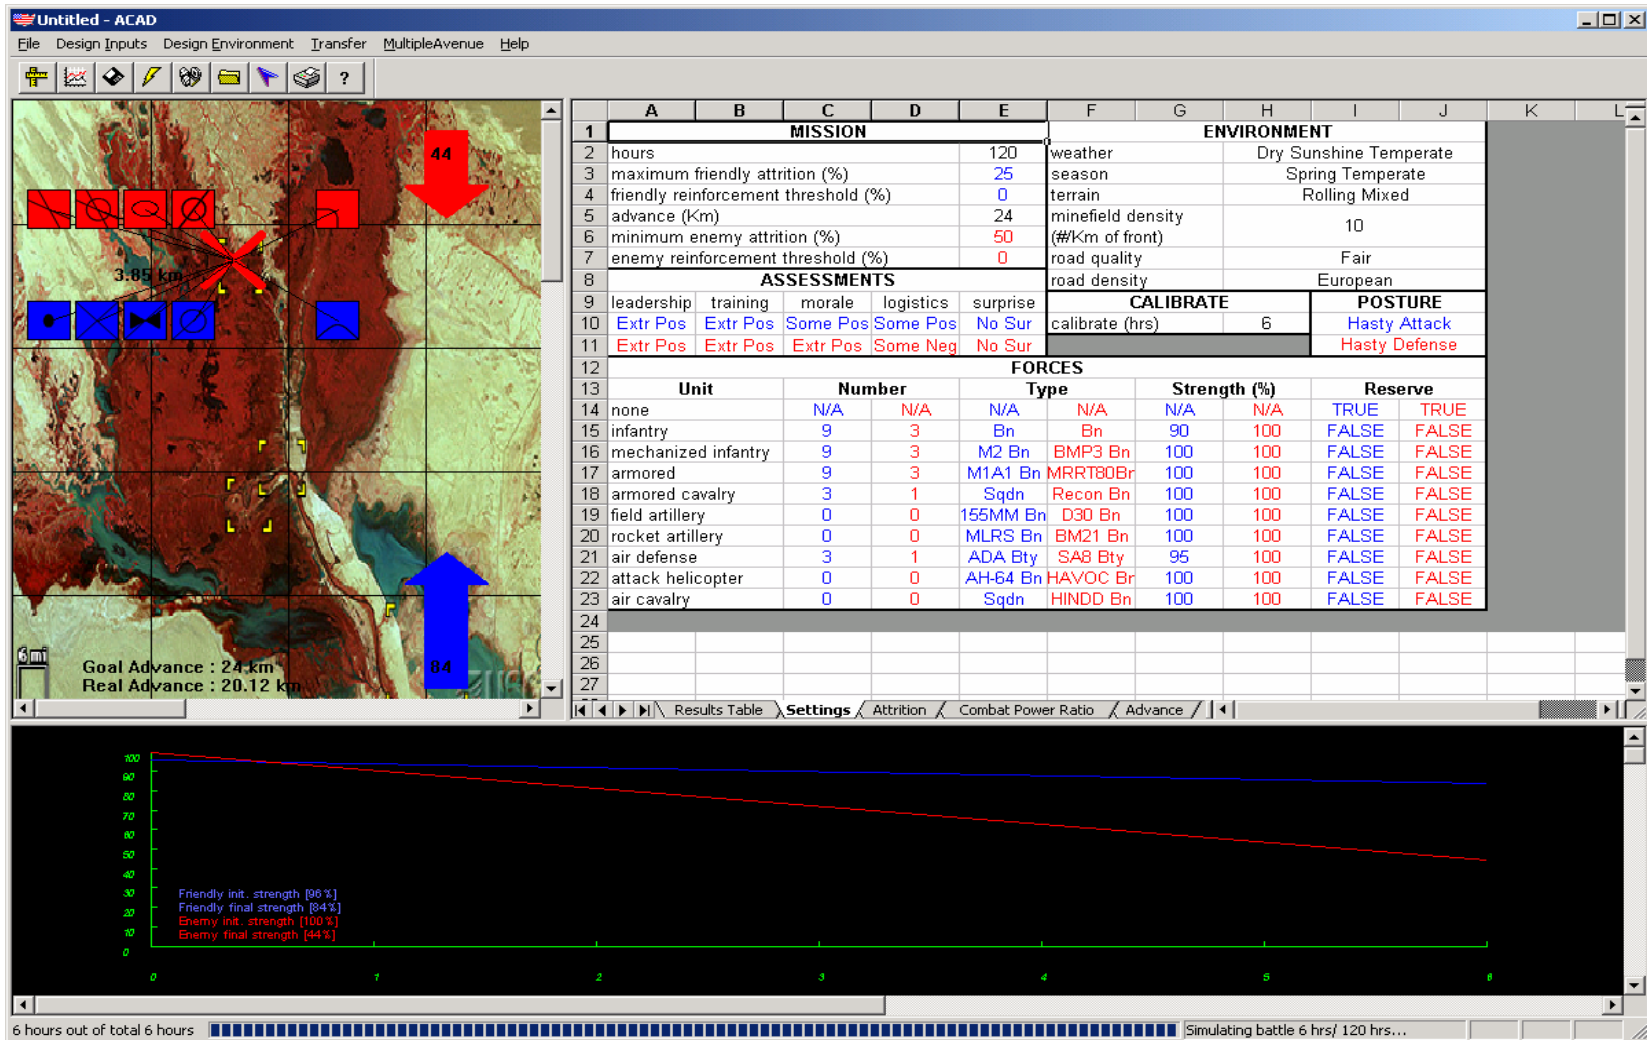 Untitled - ACAD
File Design Inputs Design Environment Transfer MultipleAvenue Help
?
44
3.85 km
84
6 mi
Goal Advance : 24 km
Real Advance : 20.12 km
A B C D E F G H I J K L
1 MISSION ENVIRONMENT
2 hours 120 weather Dry Sunshine Temperate
3 maximum friendly attrition (%) 25 season Spring Temperate
4 friendly reinforcement threshold (%) 0 terrain Rolling Mixed
5 advance (Km) 24 minefield density
6 minimum enemy attrition (%) 50 (#/Km of front) 10
7 enemy reinforcement threshold (%) 0 road quality Fair
8 ASSESSMENTS road density European
9 leadership training morale logistics surprise CALIBRATE POSTURE
10 Extr Pos Extr Pos Some Pos Some Pos No Sur calibrate (hrs) 6 Hasty Attack
11 Extr Pos Extr Pos Extr Pos Some Neg No Sur Hasty Defense
12 FORCES
13 Unit Number Type Strength (%) Reserve
14 none N/A N/A N/A N/A N/A N/A TRUE TRUE
15 infantry 9 3 Bn Bn 90 100 FALSE FALSE
16 mechanized infantry 9 3 M2 Bn BMP3 Bn 100 100 FALSE FALSE
17 armored 9 3 M1A1 Bn MRRT80Br 100 100 FALSE FALSE
18 armored cavalry 3 1 Sqdn Recon Bn 100 100 FALSE FALSE
19 field artillery 0 0 155MM Bn D30 Bn 100 100 FALSE FALSE
20 rocket artillery 0 0 MLRS Bn BM21 Bn 100 100 FALSE FALSE
21 air defense 3 1 ADA Bty SA8 Bty 95 100 FALSE FALSE
22 attack helicopter 0 0 AH-64 Bn HAVOC Br 100 100 FALSE FALSE
23 air cavalry 0 0 Sqdn HINDD Bn 100 100 FALSE FALSE
24
25
26
27
Results Table Settings Attrition Combat Power Ratio Advance
100
90
80
70
60
50
40
30
20
10
0
Friendly init. strength [96%]
Friendly final strength [84%]
Enemy init. strength [100%]
Enemy final strength [44%]
0 1 2 3 4 5 6
6 hours out of total 6 hours Simulating battle 6 hrs/ 120 hrs...